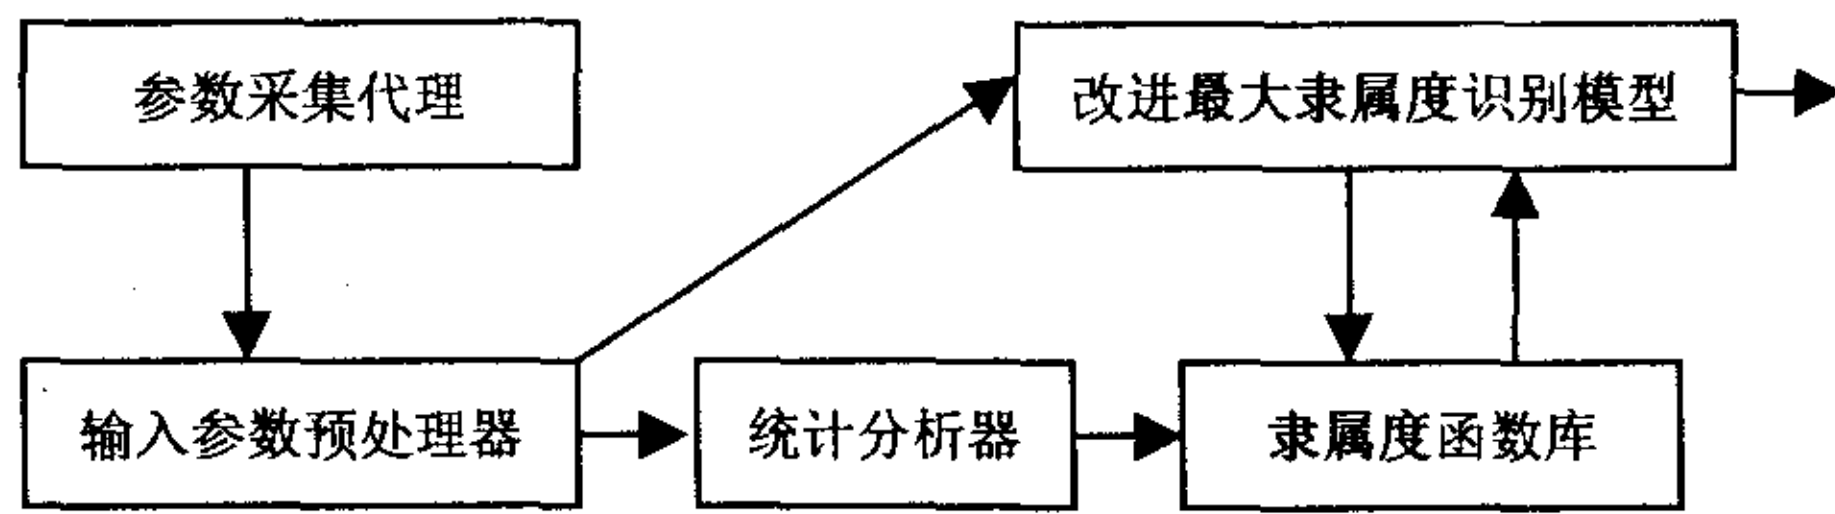 参数采集代理
改进最大隶属度识别模型
输入参数预处理器
统计分析器
隶属度函数库